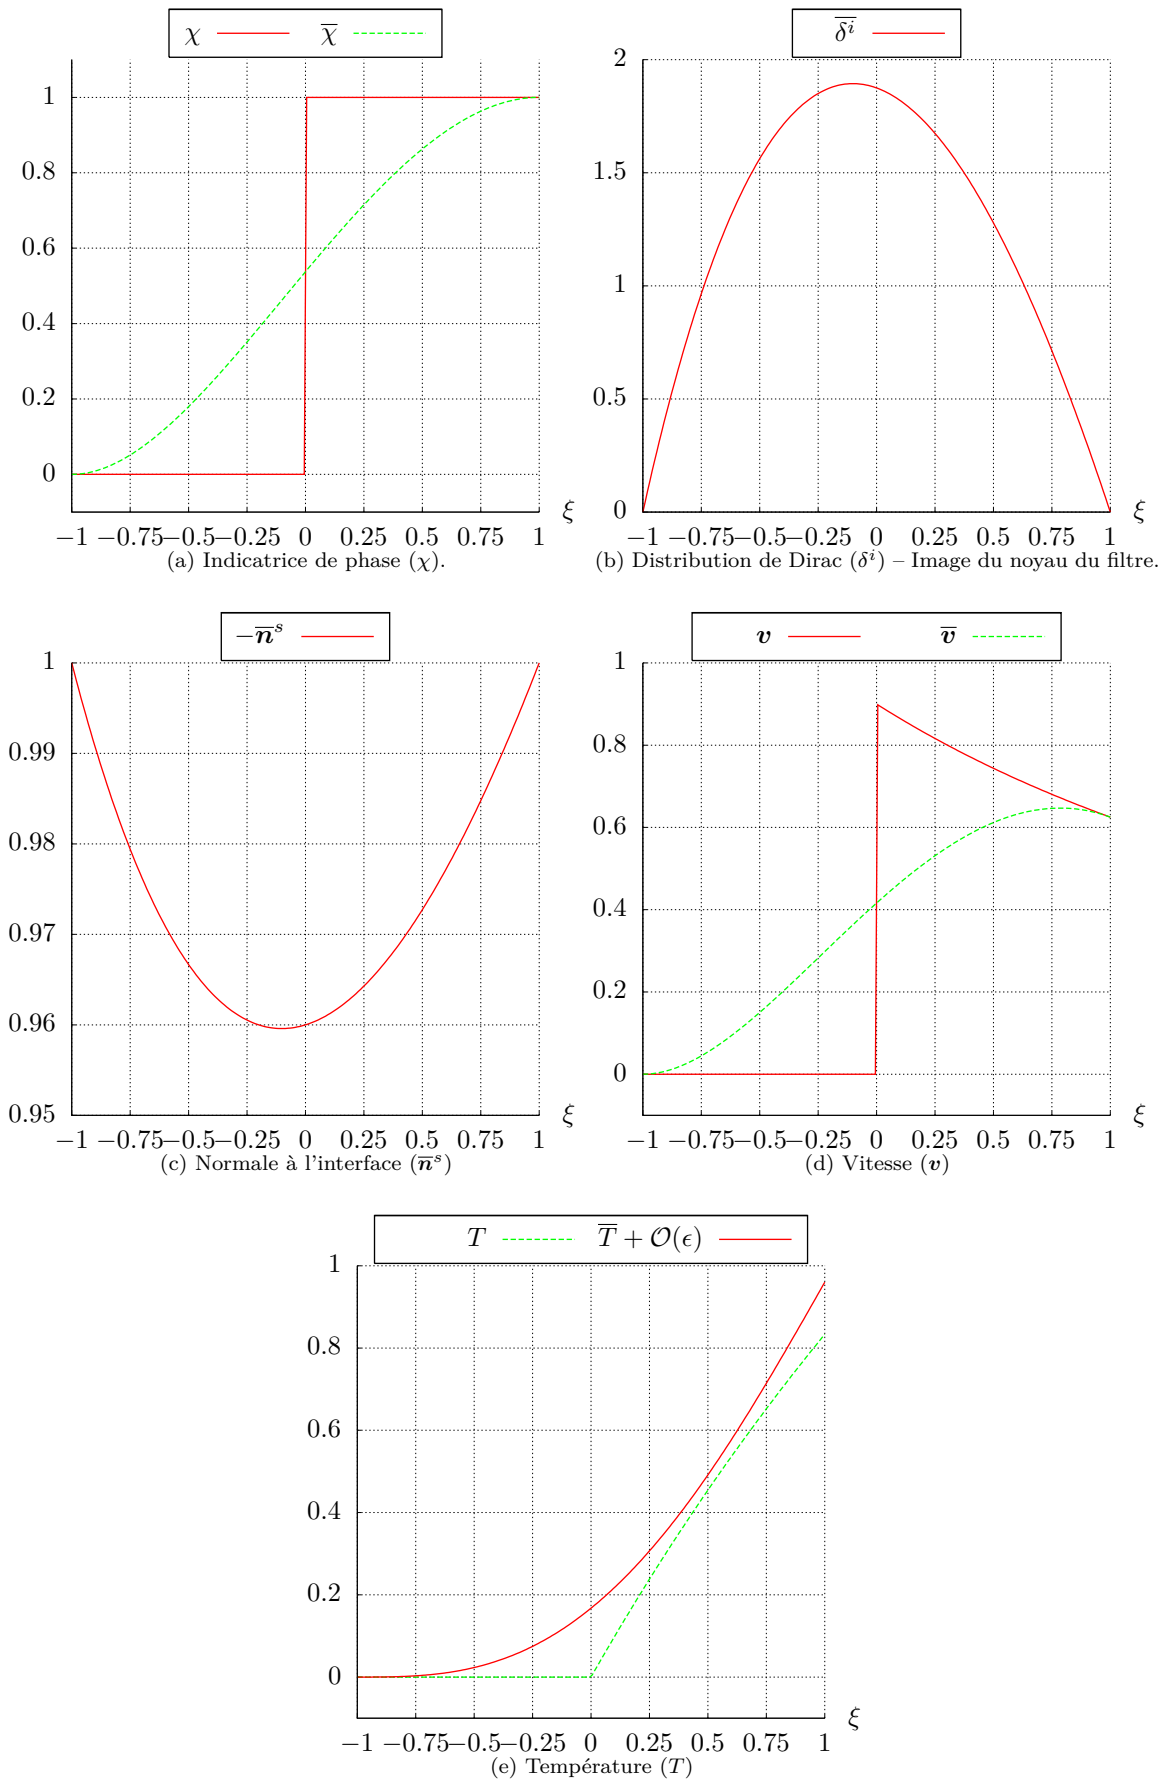 χ χ̅
1
0.8
0.6
0.4
0.2
0
−1 −0.75 −0.5 −0.25 0 0.25 0.5 0.75 1
ξ
(a) Indicatrice de phase (χ).
δⁱ̅
2
1.5
1
0.5
0
−1 −0.75 −0.5 −0.25 0 0.25 0.5 0.75 1
ξ
(b) Distribution de Dirac (δⁱ) – Image du noyau du filtre.
−n̅ˢ
1
0.99
0.98
0.97
0.96
0.95
−1 −0.75 −0.5 −0.25 0 0.25 0.5 0.75 1
ξ
(c) Normale à l'interface (n̅ˢ)
v v̅
1
0.8
0.6
0.4
0.2
0
−1 −0.75 −0.5 −0.25 0 0.25 0.5 0.75 1
ξ
(d) Vitesse (v)
T T̅ + O(ϵ)
1
0.8
0.6
0.4
0.2
0
−1 −0.75 −0.5 −0.25 0 0.25 0.5 0.75 1
ξ
(e) Température (T)